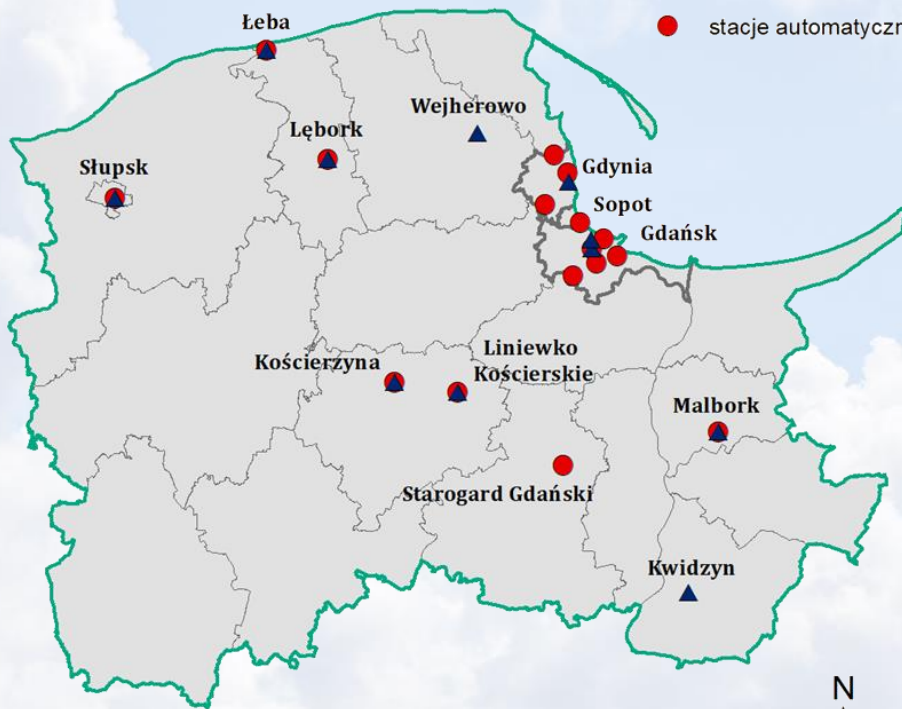 Łeba
stacje automatyczn
Wejherowo
Lębork
Słupsk
Gdynia
Sopot
Gdańsk
Liniewko
Kościerskie
Kościerzyna
Malbork
Starogard Gdański
Kwidzyn
N